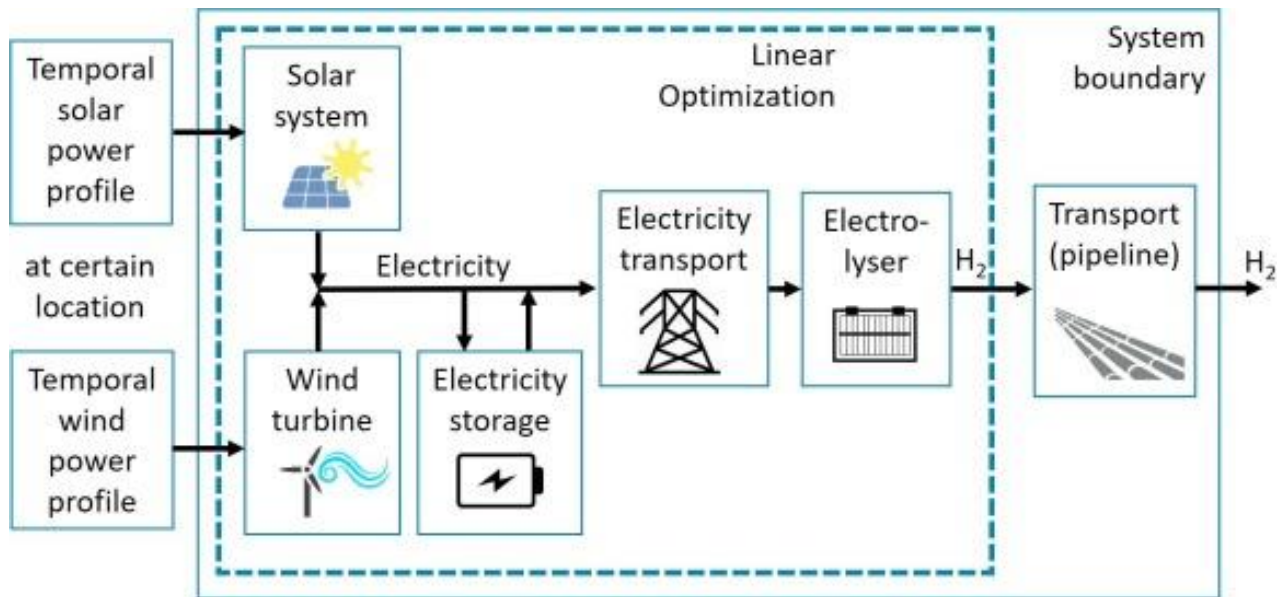 Temporal
solar
power
profile
at certain
location
Temporal
wind
power
profile
Solar
system
Wind
turbine
Electricity
Electricity
storage
Linear
Optimization
Electricity
transport
Electro-
lyser
H₂
System
boundary
Transport
(pipeline)
H₂